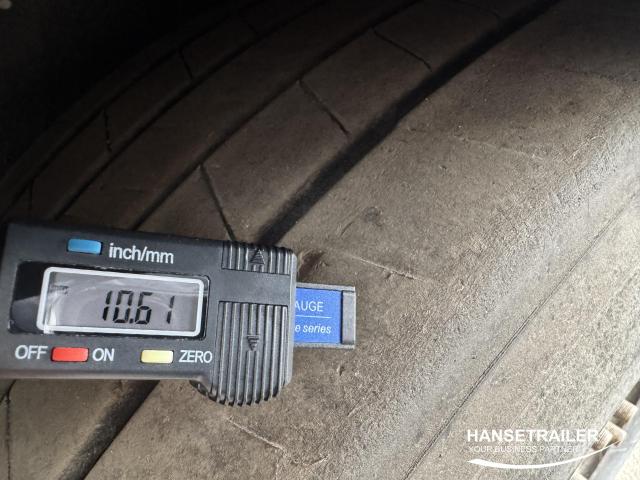 inch/mm
10.61
OFF ON ZERO
AUGE
e series
HANSETRAILER
YOUR BUSINESS PARTNER